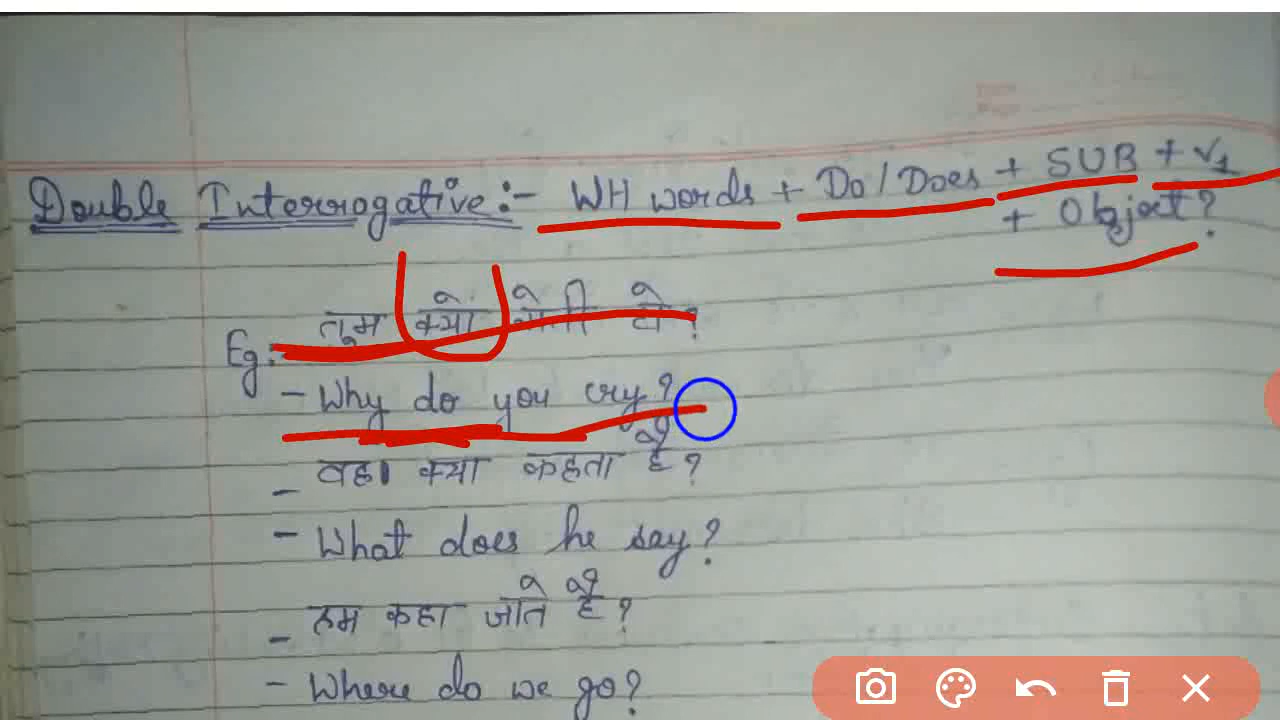 Double Interrogative:- WH words + Do/Does + SUB + V1
+ Object?
Eg. तुम क्यो रोती हो?
- Why do you cry?
- वह क्या कहता है?
- What does he say?
- हम कहा जाते है?
- Where do we go?